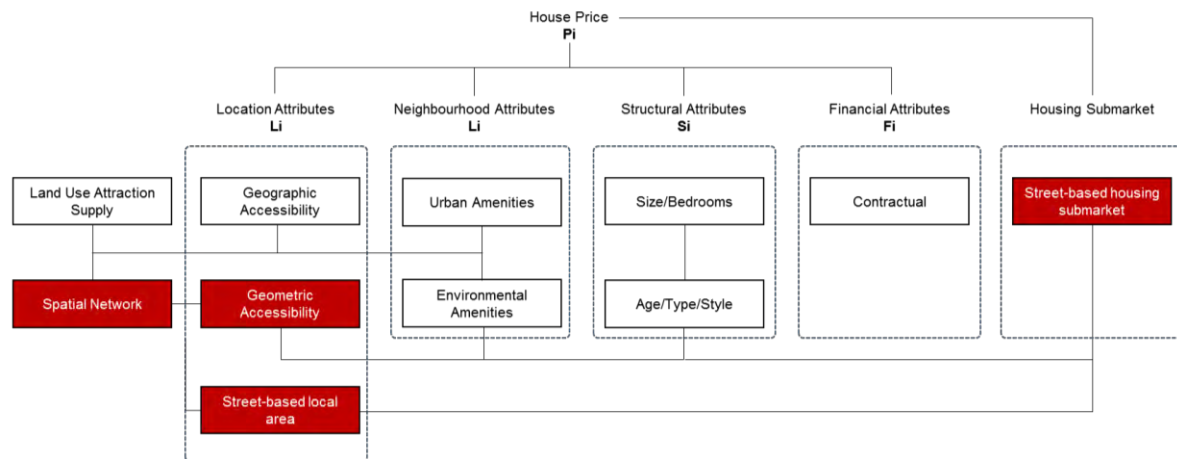 House Price
Pi
Location Attributes
Li
Neighbourhood Attributes
Li
Structural Attributes
Si
Financial Attributes
Fi
Housing Submarket
Land Use Attraction
Supply
Geographic
Accessibility
Urban Amenities
Size/Bedrooms
Contractual
Street-based housing
submarket
Spatial Network
Geometric
Accessibility
Environmental
Amenities
Age/Type/Style
Street-based local
area